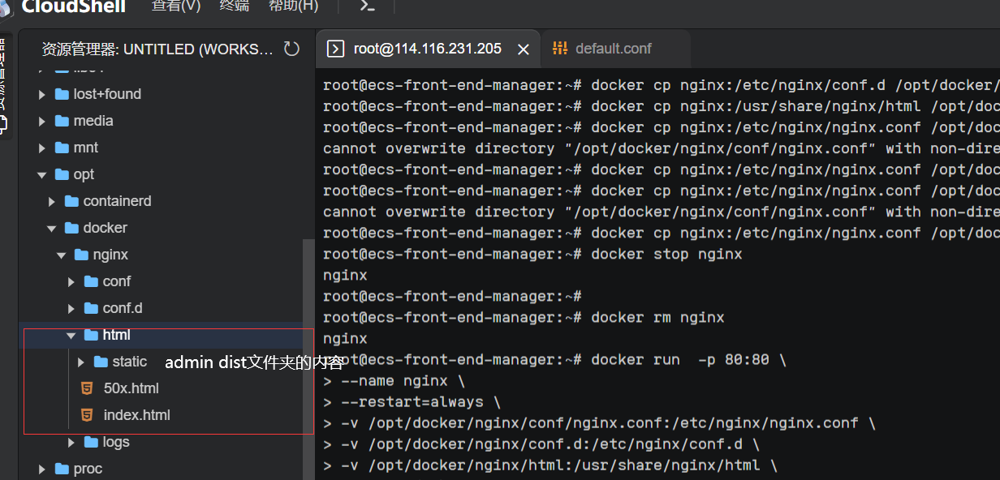 CloudShell 查看(V) 终端 帮助(H)
资源管理器: UNTITLED (WORKS...
root@114.116.231.205
default.conf
lost+found
media
mnt
opt
containerd
docker
nginx
conf
conf.d
html
static admin dist文件夹的内容
50x.html
index.html
logs
proc
root@ecs-front-end-manager:~# docker cp nginx:/etc/nginx/conf.d /opt/docker/
root@ecs-front-end-manager:~# docker cp nginx:/usr/share/nginx/html /opt/doc
root@ecs-front-end-manager:~# docker cp nginx:/etc/nginx/nginx.conf /opt/doc
cannot overwrite directory "/opt/docker/nginx/conf/nginx.conf" with non-dire
root@ecs-front-end-manager:~# docker cp nginx:/etc/nginx/nginx.conf /opt/doc
root@ecs-front-end-manager:~# docker cp nginx:/etc/nginx/nginx.conf /opt/doc
cannot overwrite directory "/opt/docker/nginx/conf/nginx.conf" with non-dire
root@ecs-front-end-manager:~# docker cp nginx:/etc/nginx/nginx.conf /opt/doc
root@ecs-front-end-manager:~# docker stop nginx
nginx
root@ecs-front-end-manager:~#
root@ecs-front-end-manager:~# docker rm nginx
nginx
root@ecs-front-end-manager:~# docker run  -p 80:80 \
> --name nginx \
> --restart=always \
> -v /opt/docker/nginx/conf/nginx.conf:/etc/nginx/nginx.conf \
> -v /opt/docker/nginx/conf.d:/etc/nginx/conf.d \
> -v /opt/docker/nginx/html:/usr/share/nginx/html \